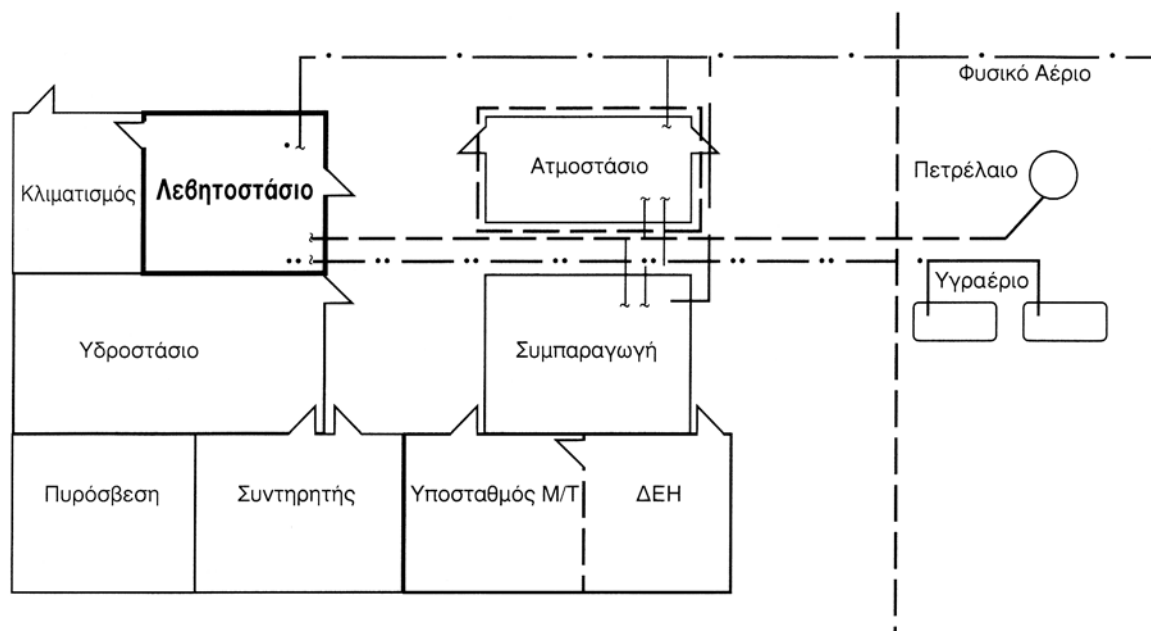 Φυσικό Αέριο
Ατμοστάσιο
Πετρέλαιο
Κλιματισμός
Λεβητοστάσιο
Υγραέριο
Υδροστάσιο
Συμπαραγωγή
Πυρόσβεση
Συντηρητής
Υποσταθμός Μ/Τ
ΔΕΗ